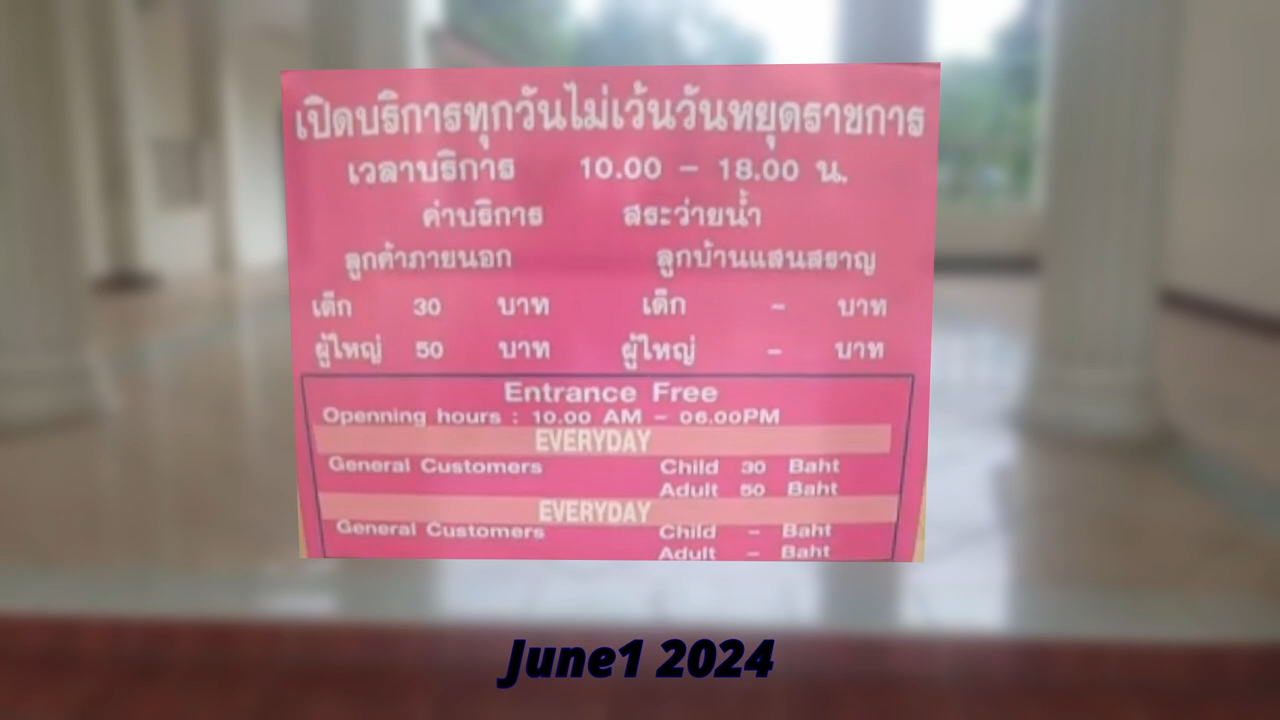 เปิดบริการทุกวันไม่เว้นวันหยุดราชการ
เวลาบริการ 10.00 – 18.00 น.
ค่าบริการ สระว่ายน้ำ
ลูกค้าภายนอก ลูกบ้านแสนสราญ
เด็ก 30 บาท เด็ก – บาท
ผู้ใหญ่ 50 บาท ผู้ใหญ่ – บาท
Entrance Free
Openning hours : 10.00 AM – 06.00PM
EVERYDAY
General Customers Child 30 Baht
Adult 50 Baht
EVERYDAY
General Customers Child – Baht
Adult – Baht
June1 2024